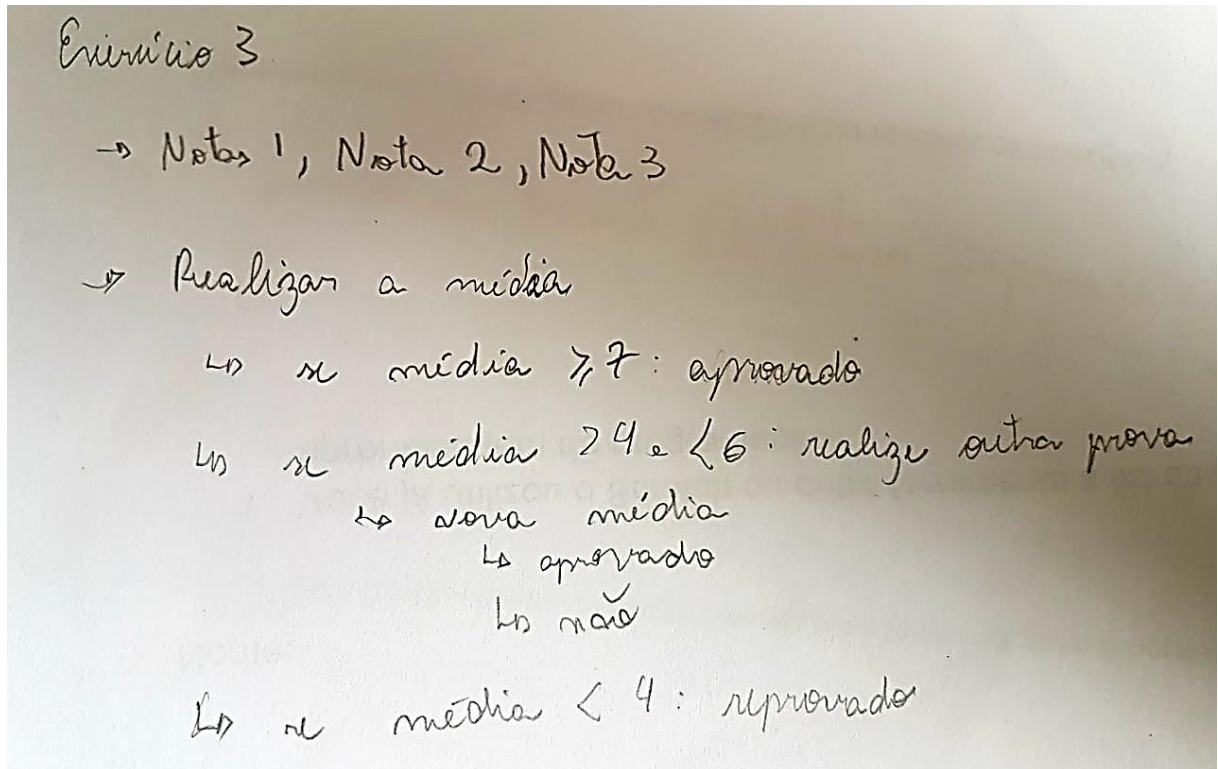 Exercício 3
→ Notas 1, Nota 2, Nota 3
→ Realizar a média
↳ se média ≥ 7 : aprovado
↳ se média > 4 e < 6 : realize outra prova
↳ nova média
↳ aprovado
↳ não
↳ se média < 4 : reprovado